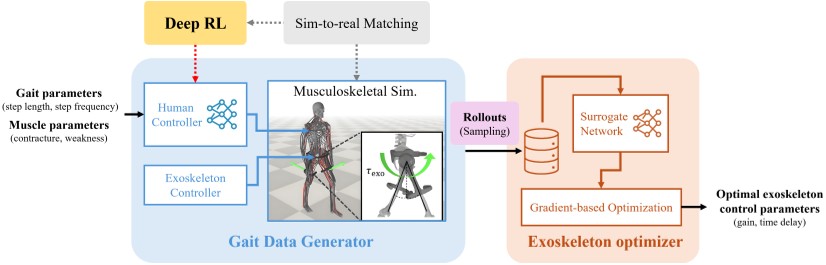 Deep RL
Sim-to-real Matching
Gait parameters
(step length, step frequency)
Muscle parameters
(contracture, weakness)
Human
Controller
Exoskeleton
Controller
Musculoskeletal Sim.
τexo
Gait Data Generator
Rollouts
(Sampling)
Surrogate
Network
Gradient-based Optimization
Exoskeleton optimizer
Optimal exoskeleton
control parameters
(gain, time delay)